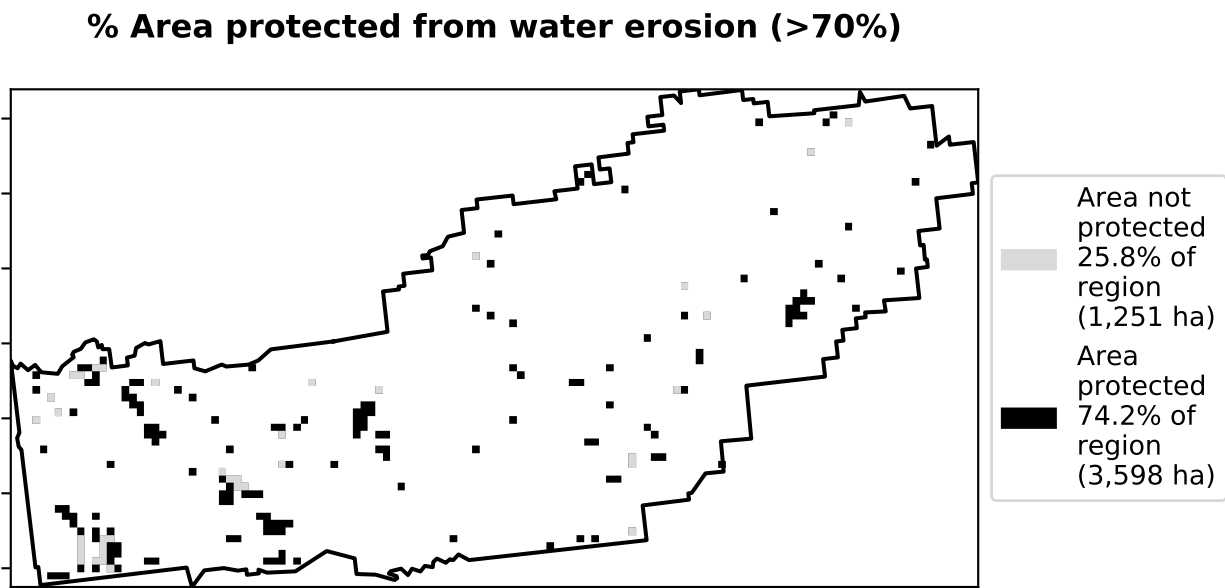 % Area protected from water erosion (>70%)
Area not
protected
25.8% of
region
(1,251 ha)
Area
protected
74.2% of
region
(3,598 ha)